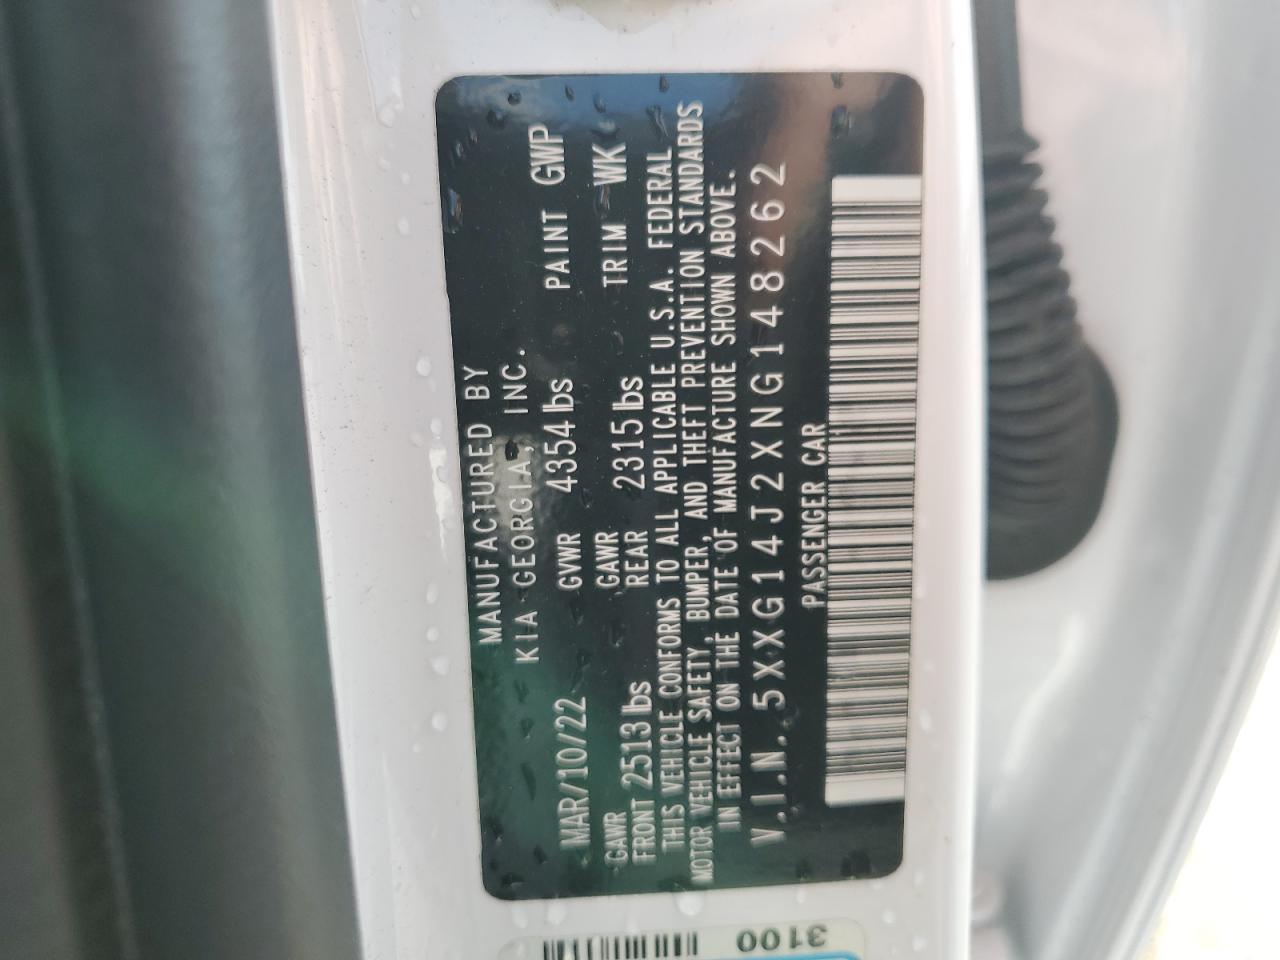 MANUFACTURED BY
KIA GEORGIA, INC.
MAR/10/22 GVWR 4354 lbs PAINT GWP
GAWR GAWR
FRONT 2513 lbs REAR 2315 lbs TRIM WK
THIS VEHICLE CONFORMS TO ALL APPLICABLE U.S.A. FEDERAL
MOTOR VEHICLE SAFETY, BUMPER, AND THEFT PREVENTION STANDARDS
IN EFFECT ON THE DATE OF MANUFACTURE SHOWN ABOVE.
V.I.N. 5XXG14J2XNG148262
PASSENGER CAR
3100